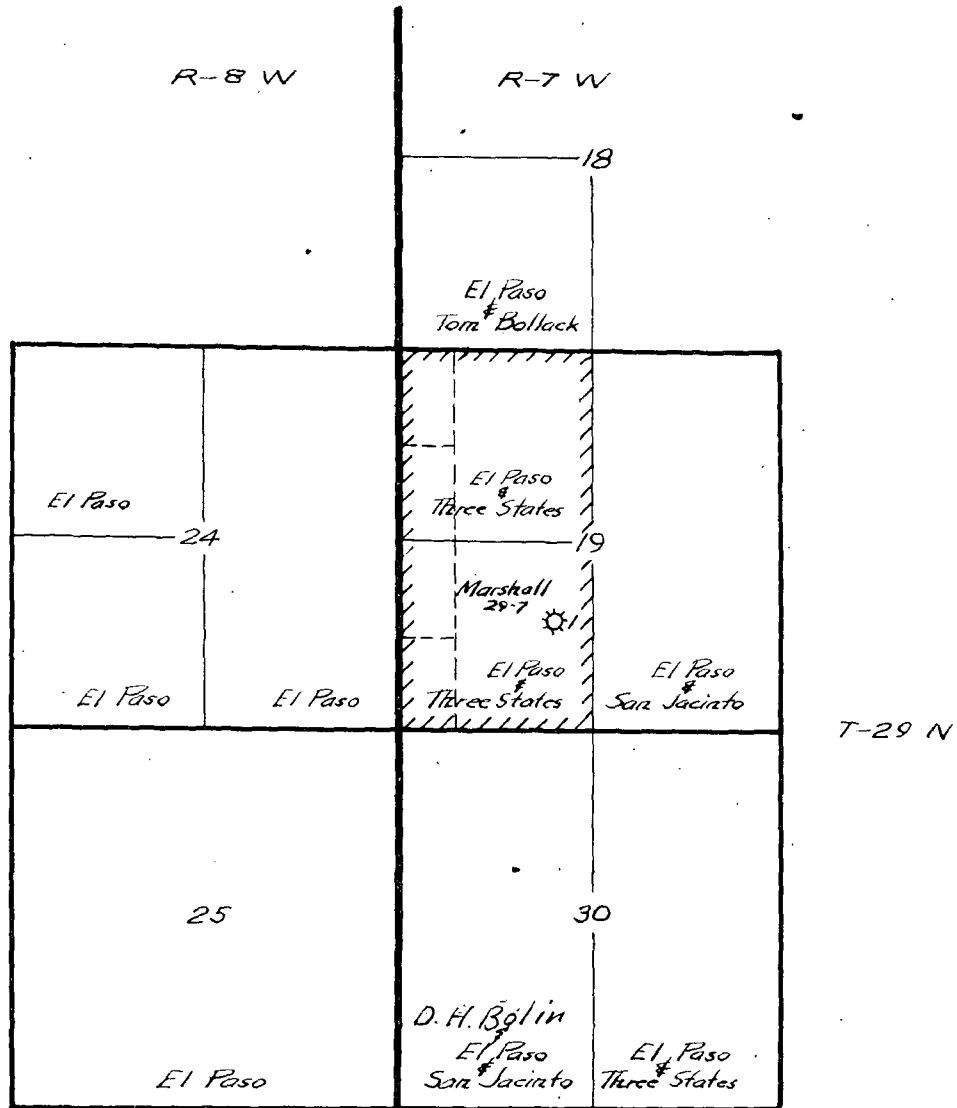 R-8 W
R-7 W
18
El Paso
&
Tom Bollack
El Paso
&
Three States
El Paso
24
19
Marshall
29-7
1
El Paso
El Paso
El Paso
&
Three States
El Paso
&
San Jacinto
T-29 N
25
30
D. H. Bolin
&
El Paso
&
San Jacinto
El Paso
&
Three States
El Paso